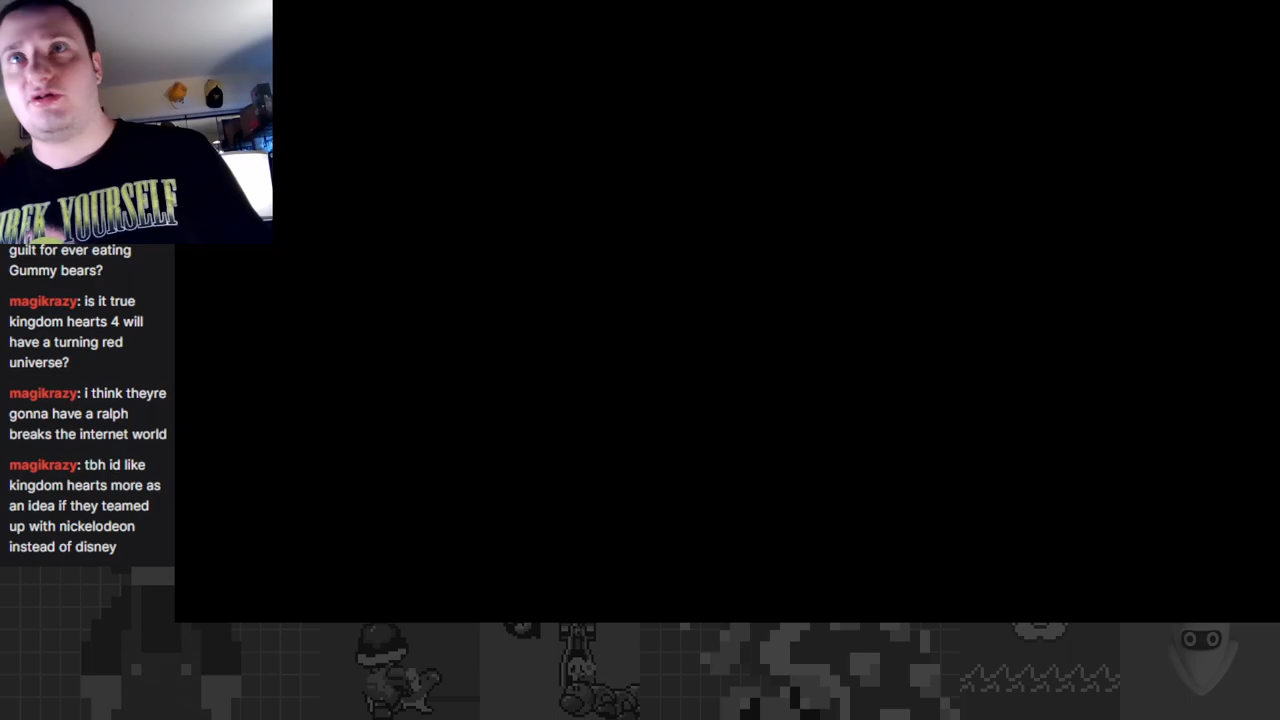 YOURSELF
guilt for ever eating
Gummy bears?
magikrazy: is it true
kingdom hearts 4 will
have a turning red
universe?
magikrazy: i think theyre
gonna have a ralph
breaks the internet world
magikrazy: tbh id like
kingdom hearts more as
an idea if they teamed
up with nickelodeon
instead of disney